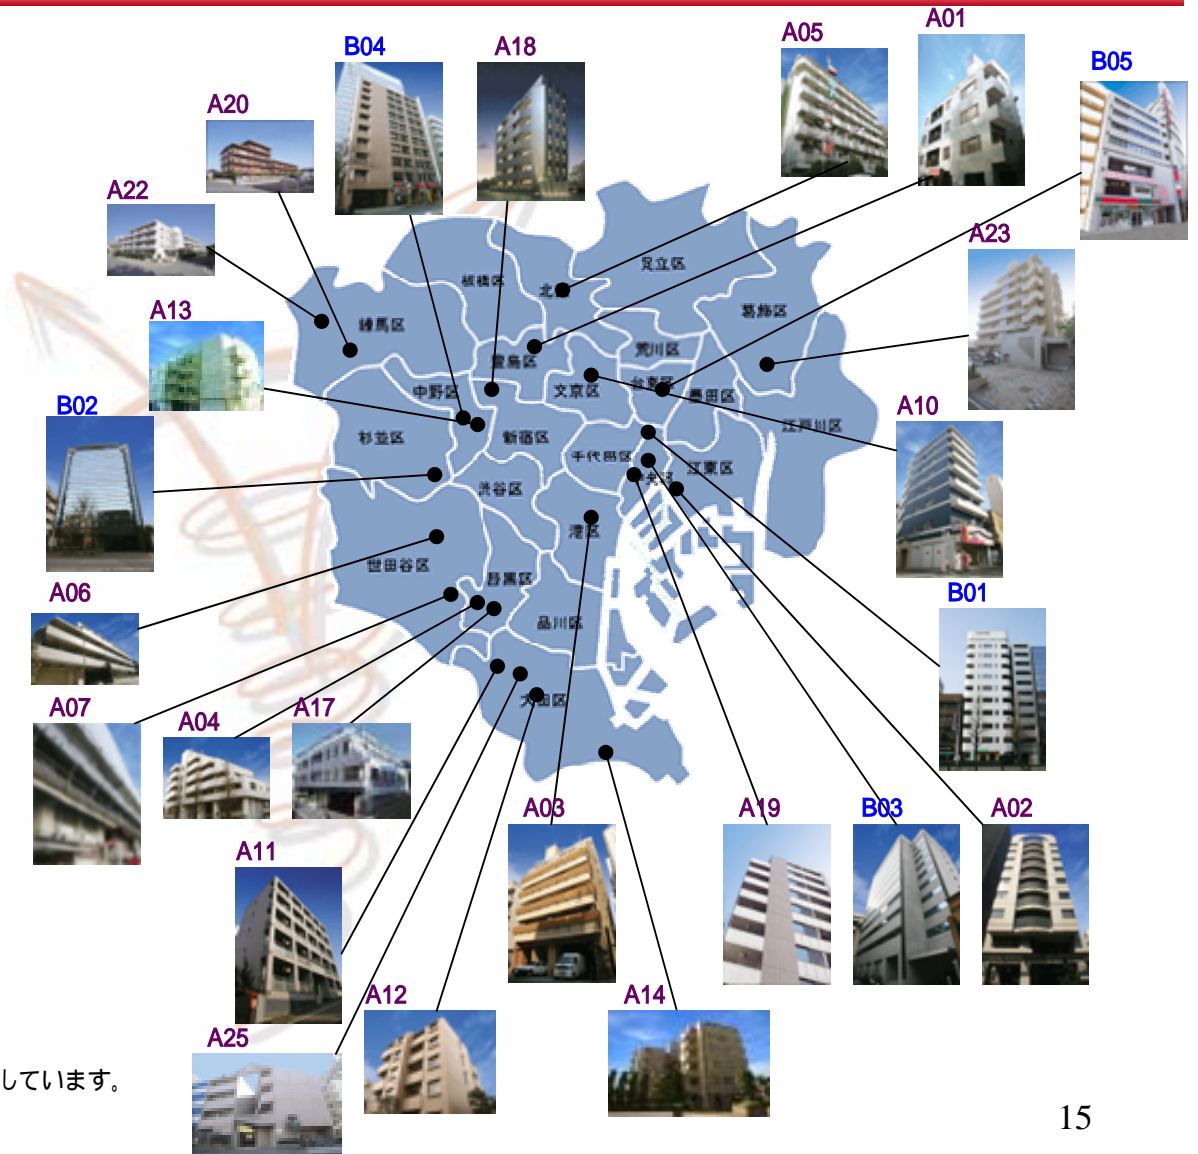 A01
A05
B04
A18
B05
A20
A22
A23
足立区
板橋区
北区
葛飾区
A13
練馬区
荒川区
豊島区
台東区
中野区
文京区
墨田区
B02
A10
江戸川区
杉並区
新宿区
千代田区
江東区
中央区
渋谷区
港区
世田谷区
目黒区
A06
B01
品川区
A07
A04
A17
大田区
A03
A19
B03
A02
A11
A12
A14
A25
しています。
15